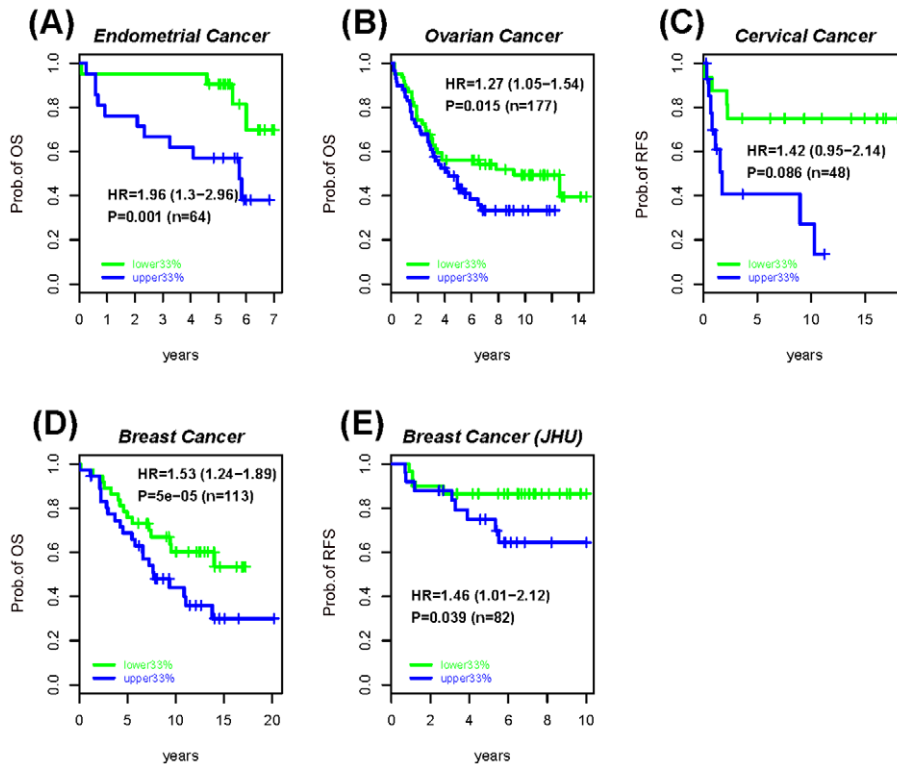 (A)
Endometrial Cancer
Prob.of OS
1.0
0.8
0.6
0.4
0.2
0.0
HR=1.96 (1.3−2.96)
P=0.001 (n=64)
lower33%
upper33%
0 1 2 3 4 5 6 7
years
(B)
Ovarian Cancer
Prob.of OS
1.0
0.8
0.6
0.4
0.2
0.0
HR=1.27 (1.05−1.54)
P=0.015 (n=177)
lower33%
upper33%
0 2 4 6 8 10 12 14
years
(C)
Cervical Cancer
Prob.of RFS
1.0
0.8
0.6
0.4
0.2
0.0
HR=1.42 (0.95−2.14)
P=0.086 (n=48)
lower33%
upper33%
0 5 10 15
years
(D)
Breast Cancer
Prob.of OS
1.0
0.8
0.6
0.4
0.2
0.0
HR=1.53 (1.24−1.89)
P=5e−05 (n=113)
lower33%
upper33%
0 5 10 15 20
years
(E)
Breast Cancer (JHU)
Prob.of RFS
1.0
0.8
0.6
0.4
0.2
0.0
HR=1.46 (1.01−2.12)
P=0.039 (n=82)
lower33%
upper33%
0 2 4 6 8 10
years